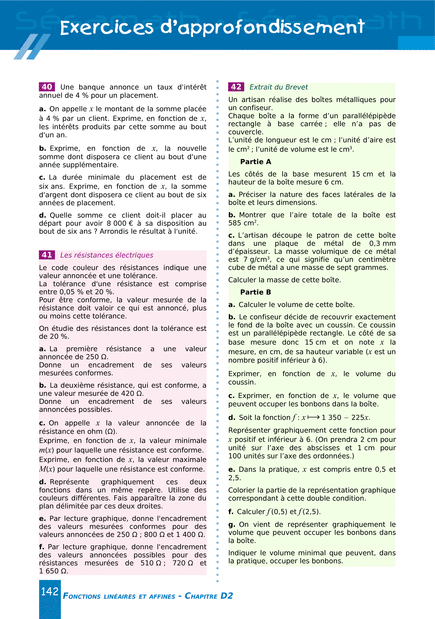 Exercices d'approfondissement
40 Une banque annonce un taux d'intérêt
annuel de 4 % pour un placement.
a. On appelle x le montant de la somme placée
à 4 % par un client. Exprime, en fonction de x,
les intérêts produits par cette somme au bout
d'un an.
b. Exprime, en fonction de x, la nouvelle
somme dont disposera ce client au bout d'une
année supplémentaire.
c. La durée minimale du placement est de
six ans. Exprime, en fonction de x, la somme
d'argent dont disposera ce client au bout de six
années de placement.
d. Quelle somme ce client doit-il placer au
départ pour avoir 8 000 € à sa disposition au
bout de six ans ? Arrondis le résultat à l'unité.
41 Les résistances électriques
Le code couleur des résistances indique une
valeur annoncée et une tolérance.
La tolérance d'une résistance est comprise
entre 0,05 % et 20 %.
Pour être conforme, la valeur mesurée de la
résistance doit valoir ce qui est annoncé, plus
ou moins cette tolérance.
On étudie des résistances dont la tolérance est
de 20 %.
a. La première résistance a une valeur
annoncée de 250 Ω.
Donne un encadrement de ses valeurs
mesurées conformes.
b. La deuxième résistance, qui est conforme, a
une valeur mesurée de 420 Ω.
Donne un encadrement de ses valeurs
annoncées possibles.
c. On appelle x la valeur annoncée de la
résistance en ohm (Ω).
Exprime, en fonction de x, la valeur minimale
m(x) pour laquelle une résistance est conforme.
Exprime, en fonction de x, la valeur maximale
M(x) pour laquelle une résistance est conforme.
d. Représente graphiquement ces deux
fonctions dans un même repère. Utilise des
couleurs différentes. Fais apparaître la zone du
plan délimitée par ces deux droites.
e. Par lecture graphique, donne l'encadrement
des valeurs mesurées conformes pour des
valeurs annoncées de 250 Ω ; 800 Ω et 1 400 Ω.
f. Par lecture graphique, donne l'encadrement
des valeurs annoncées possibles pour des
résistances mesurées de 510 Ω ; 720 Ω et
1 650 Ω.
42 Extrait du Brevet
Un artisan réalise des boîtes métalliques pour
un confiseur.
Chaque boîte a la forme d'un parallélépipède
rectangle à base carrée ; elle n'a pas de
couvercle.
L'unité de longueur est le cm ; l'unité d'aire est
le cm² ; l'unité de volume est le cm³.
Partie A
Les côtés de la base mesurent 15 cm et la
hauteur de la boîte mesure 6 cm.
a. Préciser la nature des faces latérales de la
boîte et leurs dimensions.
b. Montrer que l'aire totale de la boîte est
585 cm².
c. L'artisan découpe le patron de cette boîte
dans une plaque de métal de 0,3 mm
d'épaisseur. La masse volumique de ce métal
est 7 g/cm³, ce qui signifie qu'un centimètre
cube de métal a une masse de sept grammes.
Calculer la masse de cette boîte.
Partie B
a. Calculer le volume de cette boîte.
b. Le confiseur décide de recouvrir exactement
le fond de la boîte avec un coussin. Ce coussin
est un parallélépipède rectangle. Le côté de sa
base mesure donc 15 cm et on note x la
mesure, en cm, de sa hauteur variable (x est un
nombre positif inférieur à 6).
Exprimer, en fonction de x, le volume du
coussin.
c. Exprimer, en fonction de x, le volume que
peuvent occuper les bonbons dans la boîte.
d. Soit la fonction f : x ⟼ 1 350 − 225x.
Représenter graphiquement cette fonction pour
x positif et inférieur à 6. (On prendra 2 cm pour
unité sur l'axe des abscisses et 1 cm pour
100 unités sur l'axe des ordonnées.)
e. Dans la pratique, x est compris entre 0,5 et
2,5.
Colorier la partie de la représentation graphique
correspondant à cette double condition.
f. Calculer f (0,5) et f (2,5).
g. On vient de représenter graphiquement le
volume que peuvent occuper les bonbons dans
la boîte.
Indiquer le volume minimal que peuvent, dans
la pratique, occuper les bonbons.
142 Fonctions linéaires et affines - Chapitre D2